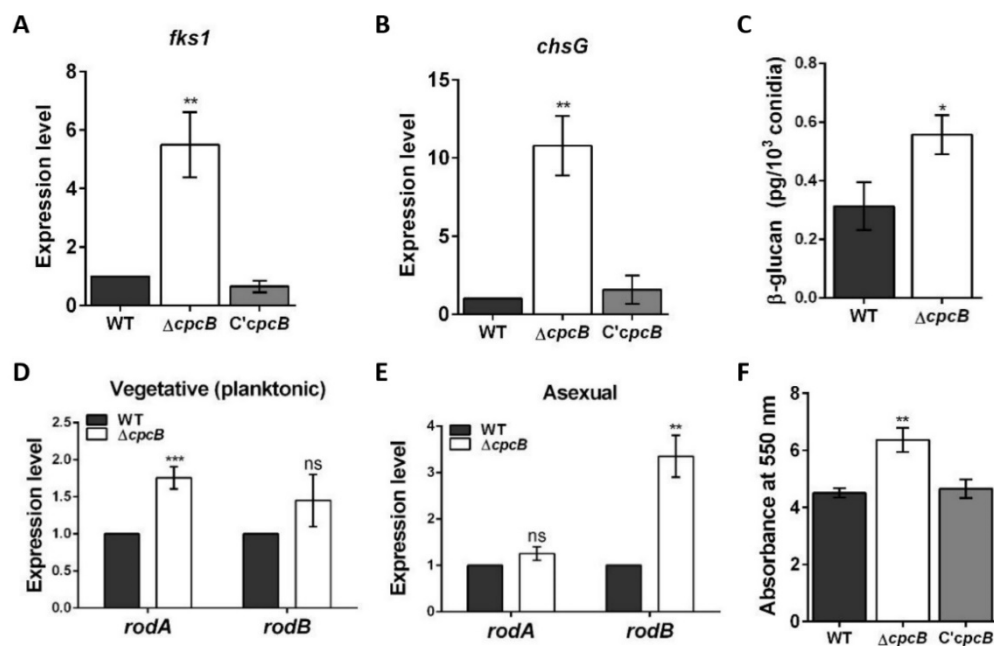 A
fks1
Expression level
8
6
4
2
0
**
WT
ΔcpcB
C'cpcB
B
chsG
Expression level
15
10
5
0
**
WT
ΔcpcB
C'cpcB
C
β-glucan (pg/10³ conidia)
0.8
0.6
0.4
0.2
0.0
*
WT
ΔcpcB
D
Vegetative (planktonic)
WT
ΔcpcB
Expression level
2.5
2.0
1.5
1.0
0.5
0.0
***
ns
rodA
rodB
E
Asexual
WT
ΔcpcB
Expression level
4
3
2
1
0
ns
**
rodA
rodB
F
Absorbance at 550 nm
8
6
4
2
0
**
WT
ΔcpcB
C'cpcB